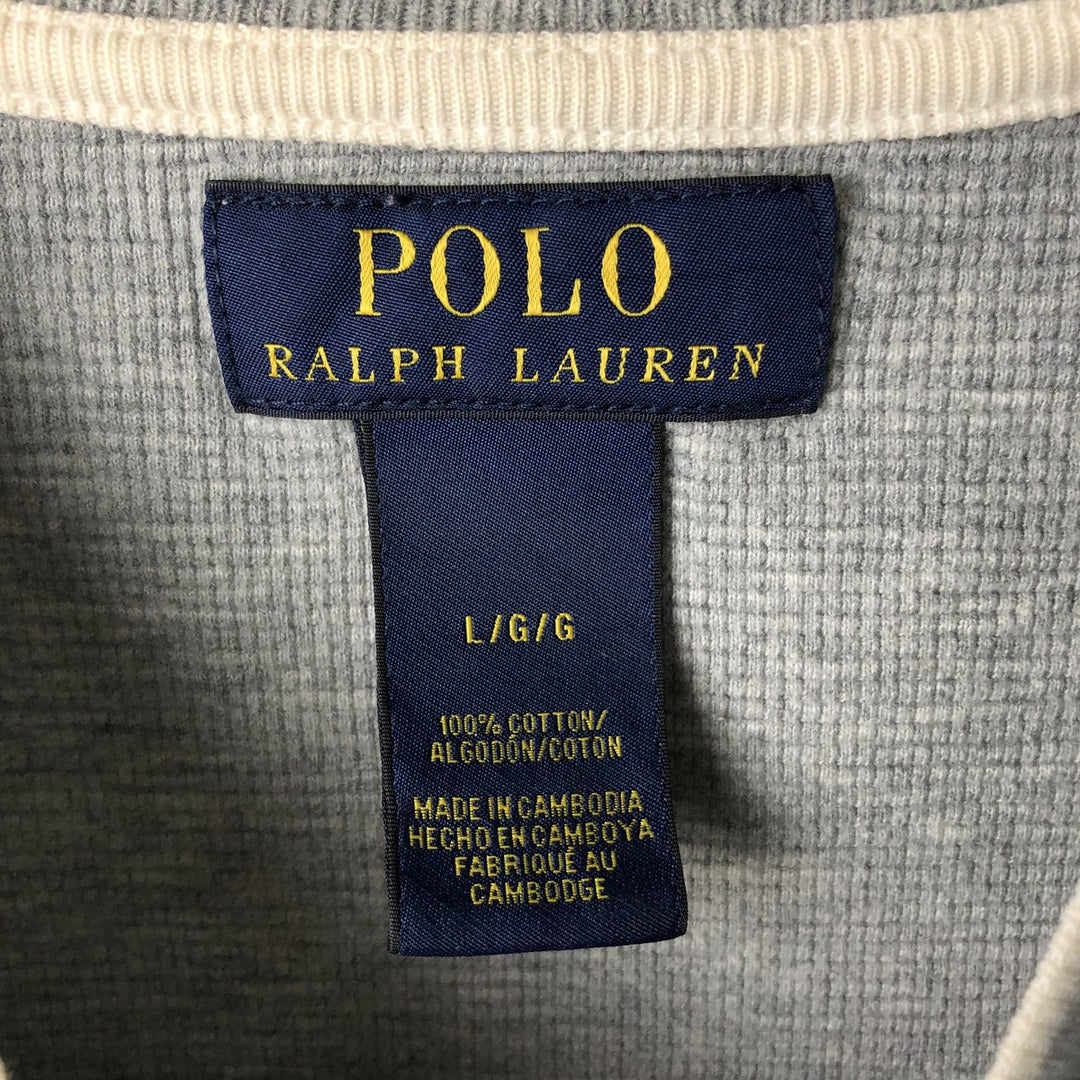 POLO
RALPH LAUREN
L/G/G
100% COTTON/
ALGODÓN/COTON
MADE IN CAMBODIA
HECHO EN CAMBOYA
FABRIQUÉ AU
CAMBODGE